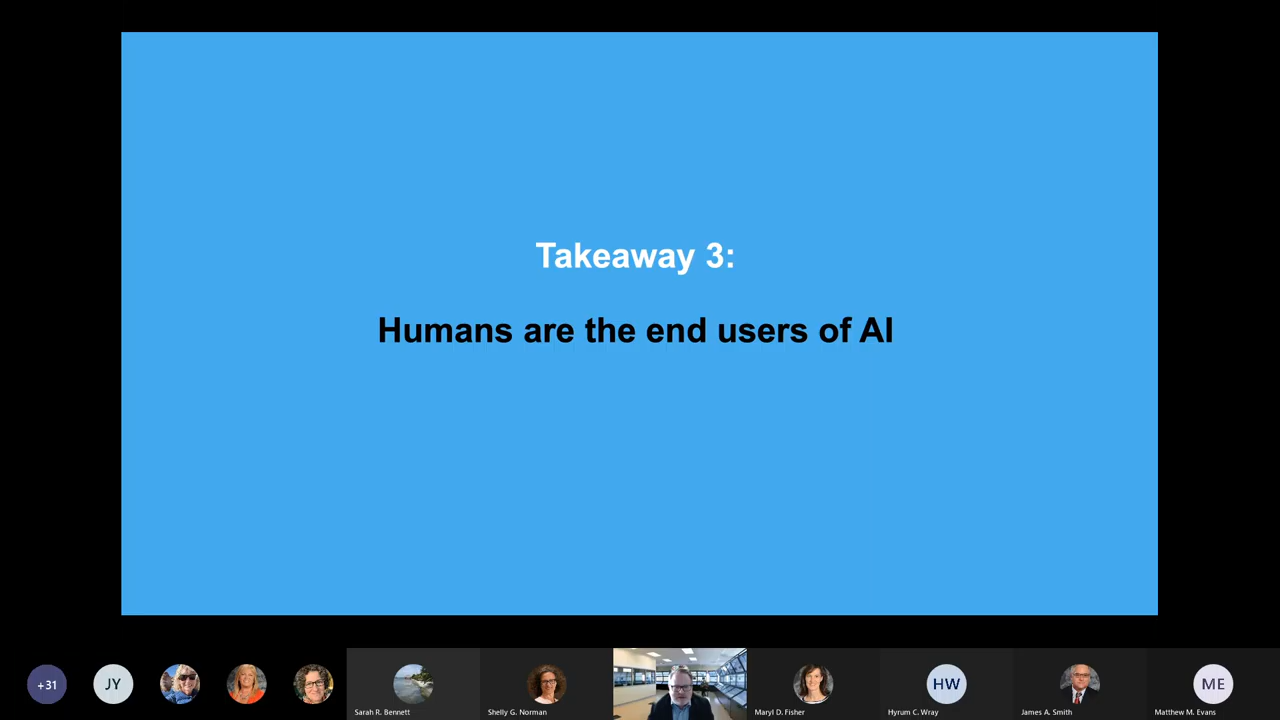 Takeaway 3:
Humans are the end users of AI
+31
JY
Sarah R. Bennett
Shelly G. Norman
Maryl D. Fisher
HW
Hyrum C. Wray
James A. Smith
ME
Matthew M. Evans